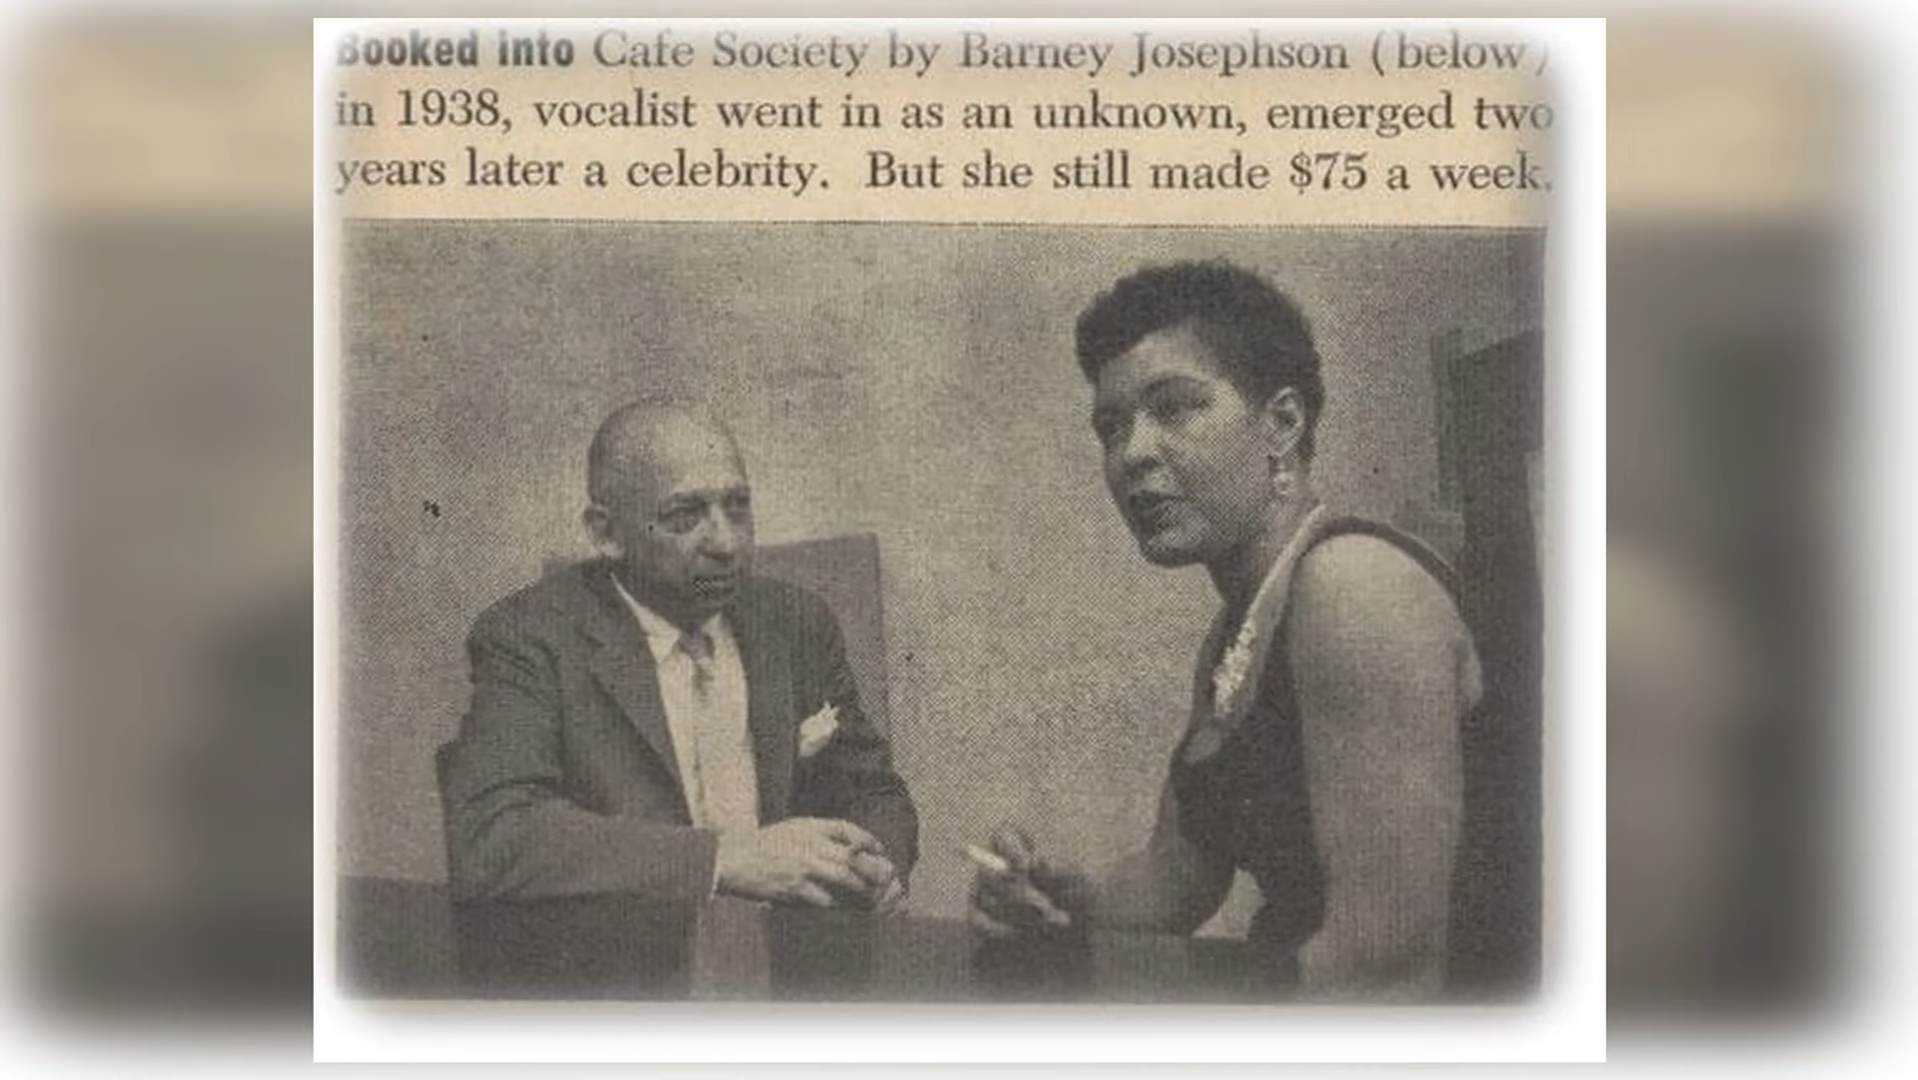 Booked into Cafe Society by Barney Josephson (below)
in 1938, vocalist went in as an unknown, emerged two
years later a celebrity. But she still made $75 a week.